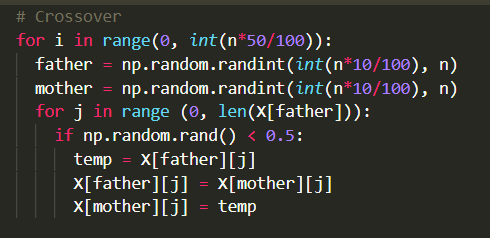 # Crossover
for i in range(0, int(n*50/100)):
father = np.random.randint(int(n*10/100), n)
mother = np.random.randint(int(n*10/100), n)
for j in range (0, len(X[father])):
if np.random.rand() < 0.5:
temp = X[father][j]
X[father][j] = X[mother][j]
X[mother][j] = temp